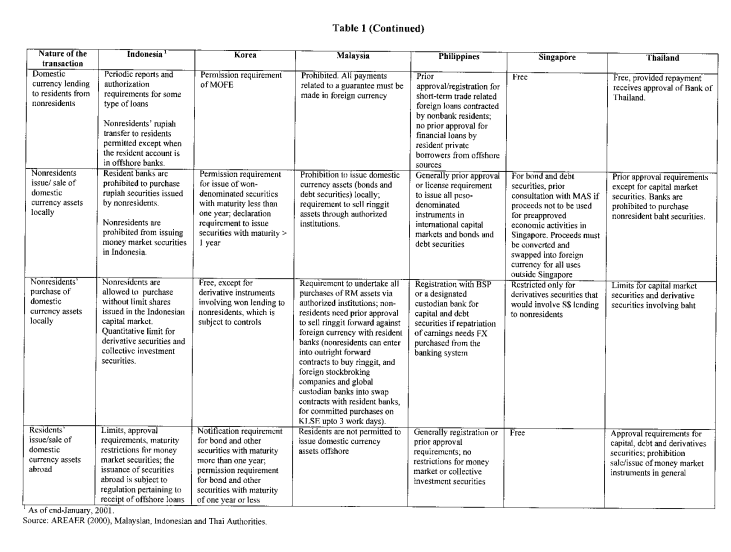 Table 1 (Continued)
Nature of the
transaction
Indonesia 1
Korea
Malaysia
Philippines
Singapore
Thailand
Domestic
currency lending
to residents from
nonresidents
Periodic reports and
authorization
requirements for some
type of loans
Nonresidents' rupiah
transfer to residents
permitted except when
the resident account is
in offshore banks.
Permission requirement
of MOFE
Prohibited. All payments
related to a guarantee must be
made in foreign currency
Prior
approval/registration for
short-term trade related
foreign loans contracted
by nonbank residents;
no prior approval for
financial loans by
resident private
borrowers from offshore
sources
Free
Free, provided repayment
receives approval of Bank of
Thailand.
Nonresidents
issue/ sale of
domestic
currency assets
locally
Resident banks are
prohibited to purchase
rupiah securities issued
by nonresidents.
Nonresidents are
prohibited from issuing
money market securities
in Indonesia.
Permission requirement
for issue of won-
denominated securities
with maturity less than
one year; declaration
requirement to issue
securities with maturity >
1 year
Prohibition to issue domestic
currency assets (bonds and
debt securities) locally;
requirement to sell ringgit
assets through authorized
institutions.
Generally prior approval
or license requirement
to issue all peso-
denominated
instruments in
international capital
markets and bonds and
debt securities
For bond and debt
securities, prior
consultation with MAS if
proceeds not to be used
for preapproved
economic activities in
Singapore. Proceeds must
be converted and
swapped into foreign
currency for all uses
outside Singapore
Prior approval requirements
except for capital market
securities. Banks are
prohibited to purchase
nonresident baht securities.
Nonresidents'
purchase of
domestic
currency assets
locally
Nonresidents are
allowed to purchase
without limit shares
issued in the Indonesian
capital market.
Quantitative limit for
derivative securities and
collective investment
securities.
Free, except for
derivative instruments
involving won lending to
nonresidents, which is
subject to controls
Requirement to undertake all
purchases of RM assets via
authorized institutions; non-
residents need prior approval
to sell ringgit forward against
foreign currency with resident
banks (nonresidents can enter
into outright forward
contracts to buy ringgit, and
foreign stockbroking
companies and global
custodian banks into swap
contracts with resident banks,
for committed purchases on
KLSE upto 3 work days).
Registration with BSP
or a designated
custodian bank for
capital and debt
securities if repatriation
of earnings needs FX
purchased from the
banking system
Restricted only for
derivatives securities that
would involve S$ lending
to nonresidents
Limits for capital market
securities and derivative
securities involving baht
Residents'
issue/sale of
domestic
currency assets
abroad
Limits, approval
requirements, maturity
restrictions for money
market securities; the
issuance of securities
abroad is subject to
regulation pertaining to
receipt of offshore loans
Notification requirement
for bond and other
securities with maturity
more than one year;
permission requirement
for bond and other
securities with maturity
of one year or less
Residents are not permitted to
issue domestic currency
assets offshore
Generally registration or
prior approval
requirements; no
restrictions for money
market or collective
investment securities
Free
Approval requirements for
capital, debt and derivatives
securities; prohibition
sale/issue of money market
instruments in general
1 As of end-January, 2001.
Source: AREAER (2000), Malaysian, Indonesian and Thai Authorities.